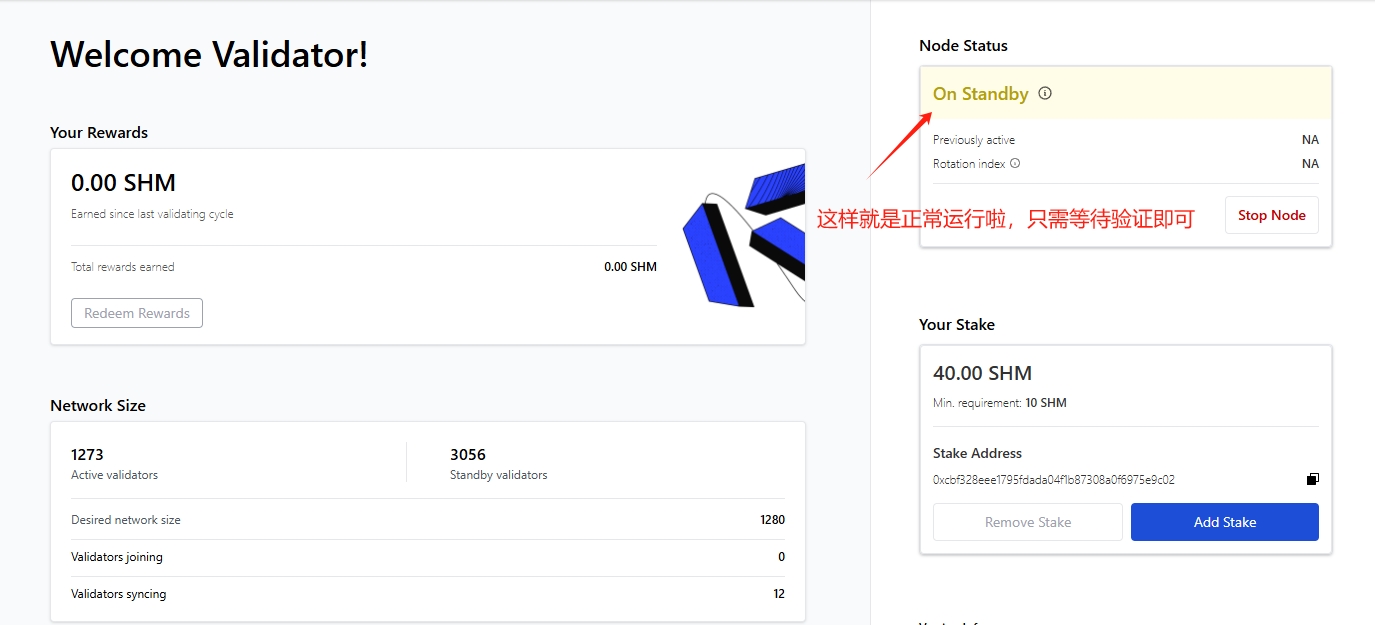 Welcome Validator!
Your Rewards
0.00 SHM
Earned since last validating cycle
Total rewards earned 0.00 SHM
Redeem Rewards
Network Size
1273 3056
Active validators Standby validators
Desired network size 1280
Validators joining 0
Validators syncing 12
Node Status
On Standby
Previously active NA
Rotation index NA
这样就是正常运行啦，只需等待验证即可
Stop Node
Your Stake
40.00 SHM
Min. requirement: 10 SHM
Stake Address
0xcbf328eee1795fdada04f1b87308a0f6975e9c02
Remove Stake Add Stake